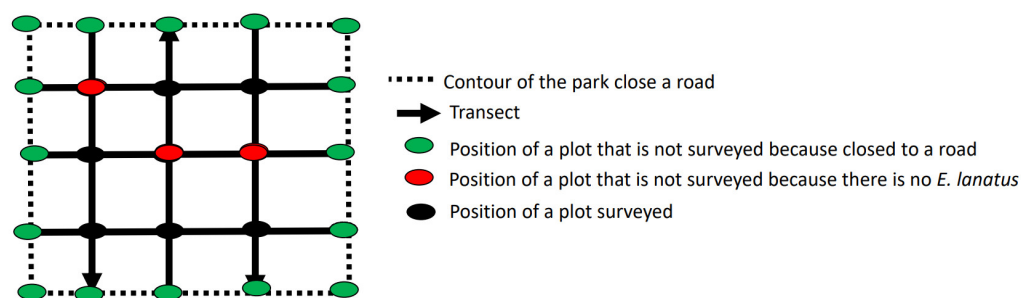 Contour of the park close a road
Transect
Position of a plot that is not surveyed because closed to a road
Position of a plot that is not surveyed because there is no E. lanatus
Position of a plot surveyed